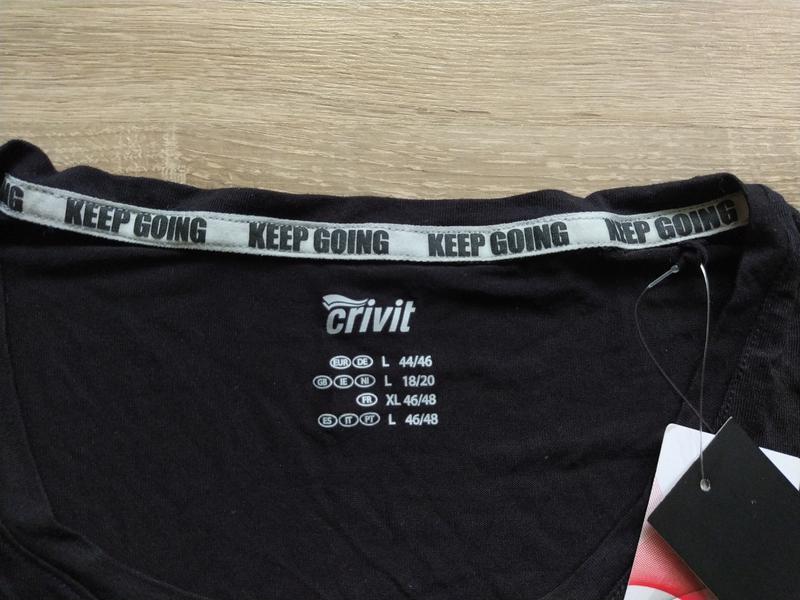 NG KEEP GOING KEEP GOING KEEP GOING KEEP GOING
crivit
EUR DE L 44/46
GB IE NI L 18/20
FR XL 46/48
ES IT PT L 46/48